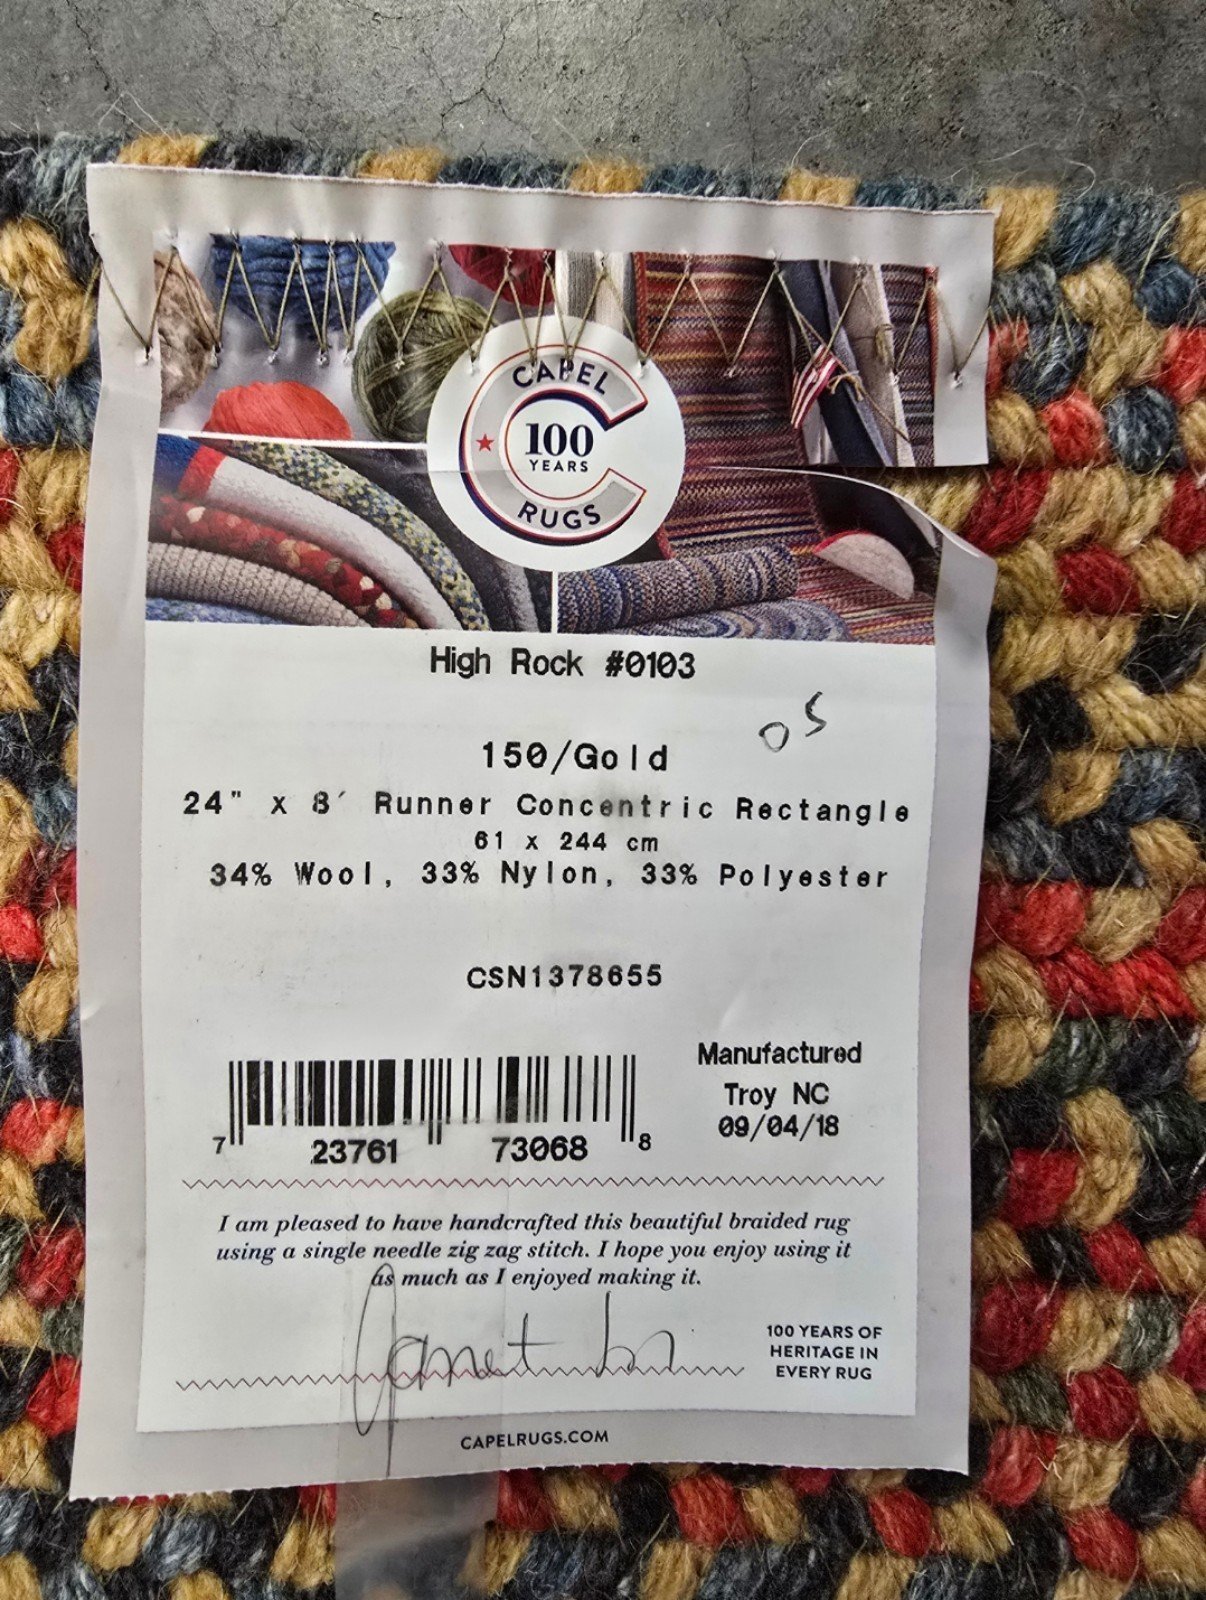 CAPEL
100
YEARS
RUGS
High Rock #0103
os
150/Gold
24" x 8' Runner Concentric Rectangle
61 x 244 cm
34% Wool, 33% Nylon, 33% Polyester
CSN1378655
Manufactured
Troy NC
09/04/18
7 23761 73068 8
I am pleased to have handcrafted this beautiful braided rug
using a single needle zig zag stitch. I hope you enjoy using it
as much as I enjoyed making it.
Janet
100 YEARS OF
HERITAGE IN
EVERY RUG
CAPELRUGS.COM